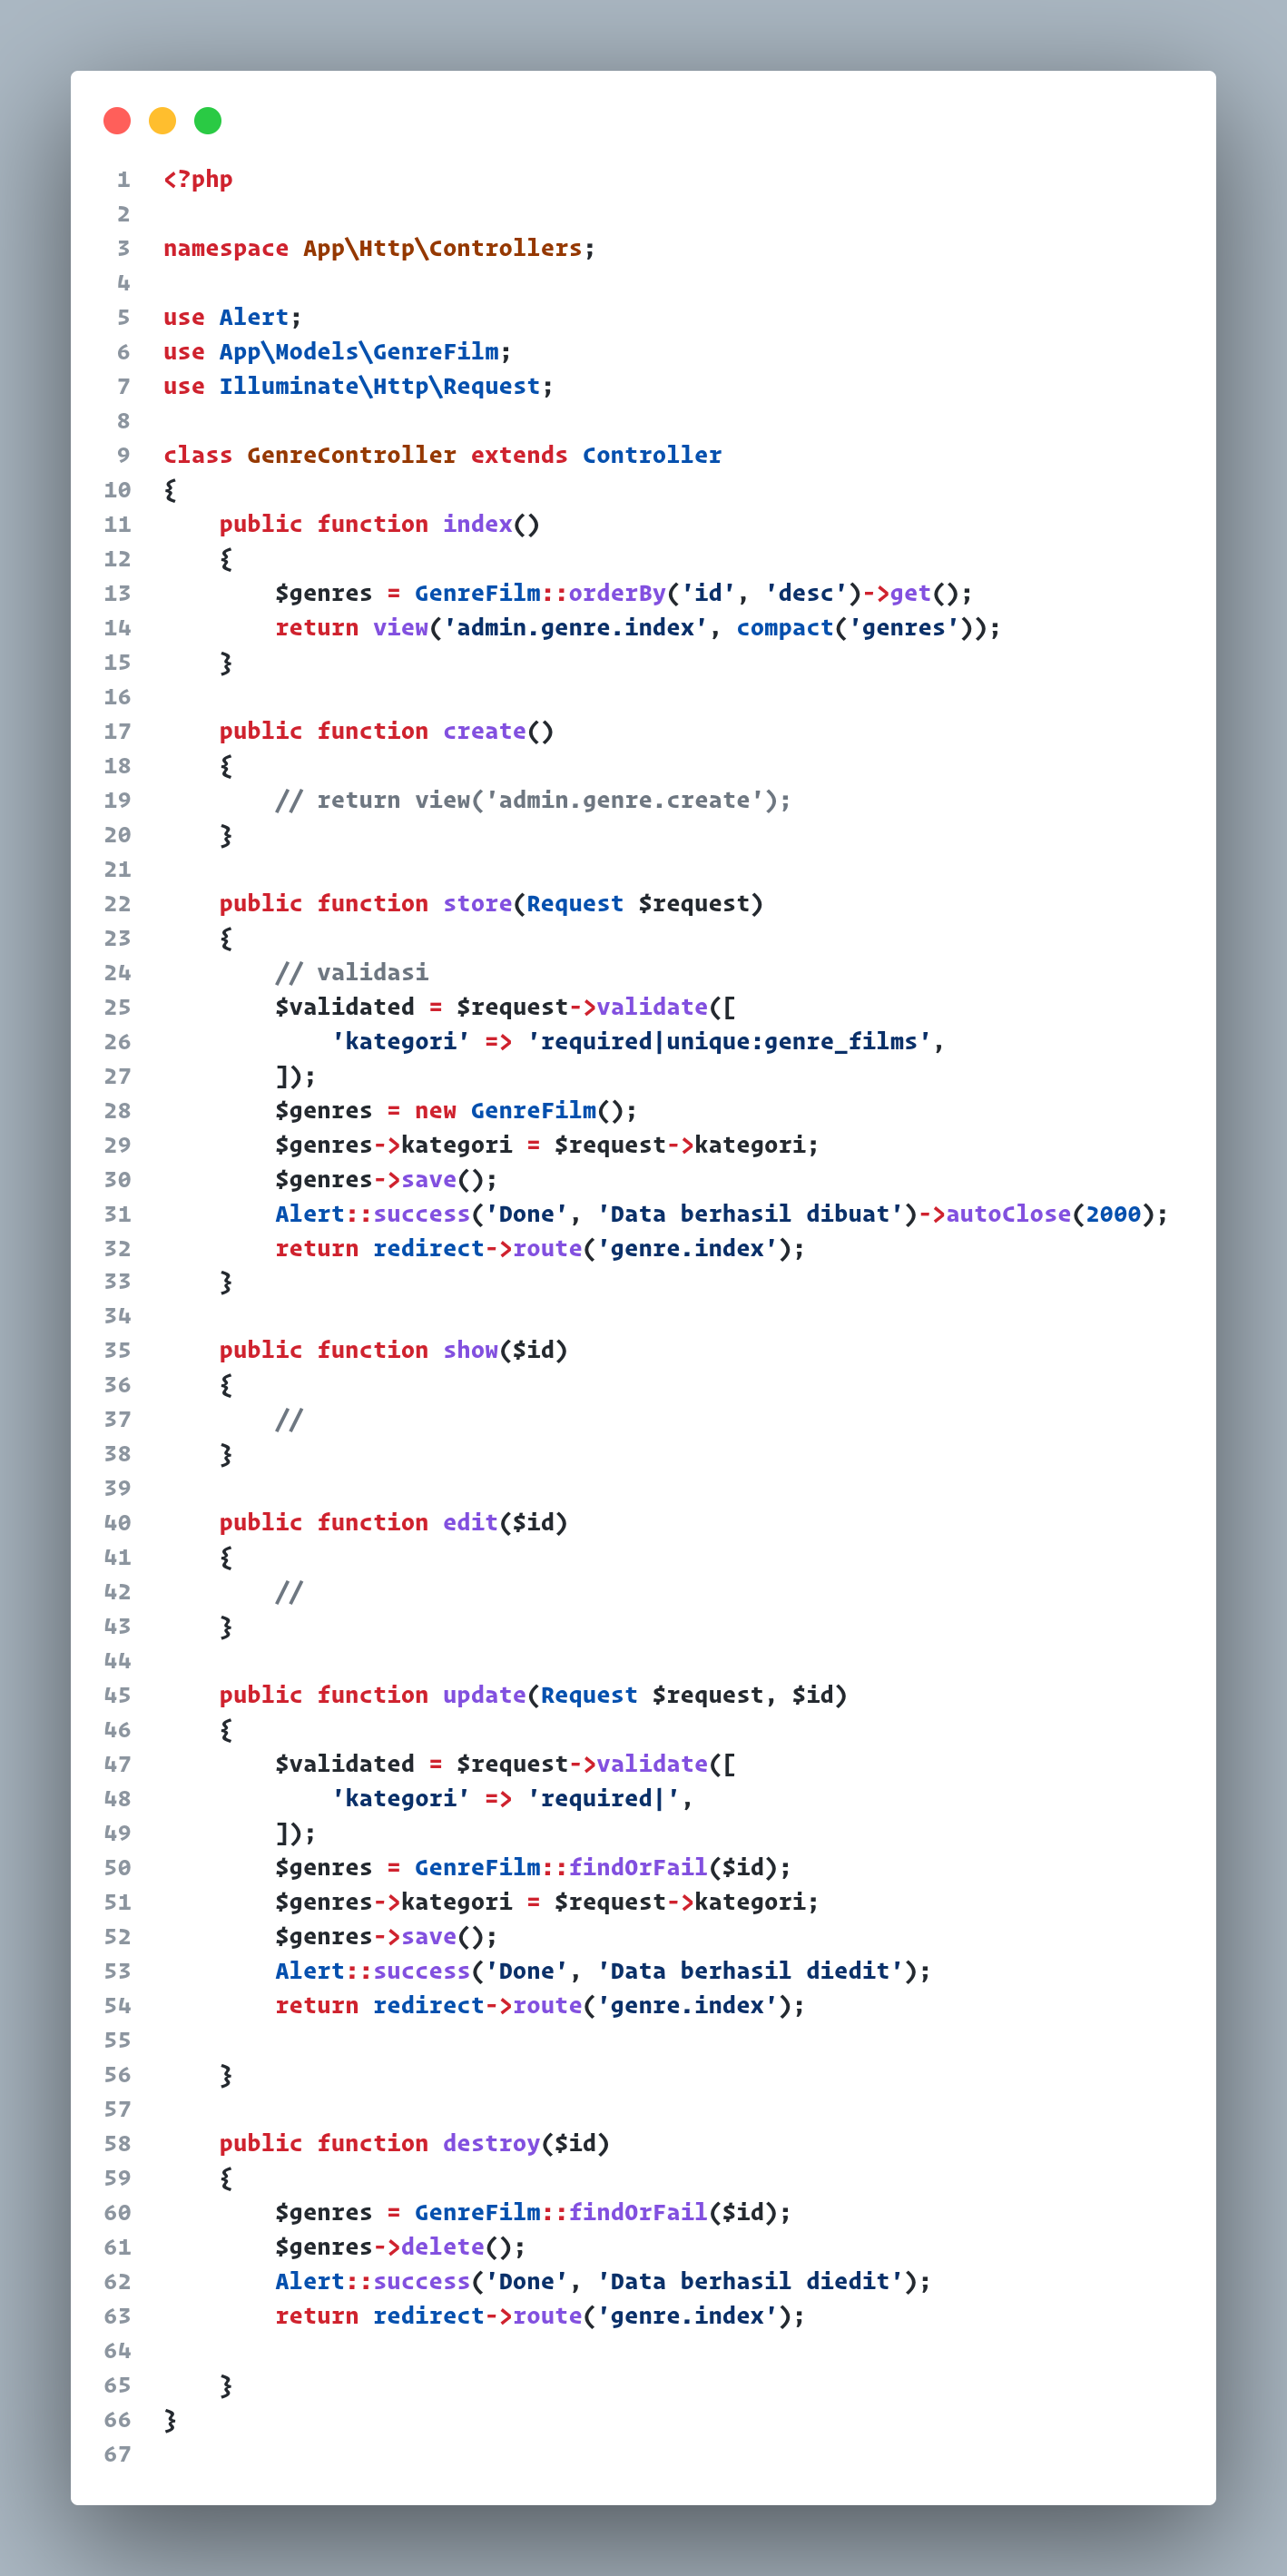 1 <?php
2
3 namespace App\Http\Controllers;
4
5 use Alert;
6 use App\Models\GenreFilm;
7 use Illuminate\Http\Request;
8
9 class GenreController extends Controller
10 {
11     public function index()
12     {
13         $genres = GenreFilm::orderBy('id', 'desc')->get();
14         return view('admin.genre.index', compact('genres'));
15     }
16
17     public function create()
18     {
19         // return view('admin.genre.create');
20     }
21
22     public function store(Request $request)
23     {
24         // validasi
25         $validated = $request->validate([
26             'kategori' => 'required|unique:genre_films',
27         ]);
28         $genres = new GenreFilm();
29         $genres->kategori = $request->kategori;
30         $genres->save();
31         Alert::success('Done', 'Data berhasil dibuat')->autoClose(2000);
32         return redirect->route('genre.index');
33     }
34
35     public function show($id)
36     {
37         //
38     }
39
40     public function edit($id)
41     {
42         //
43     }
44
45     public function update(Request $request, $id)
46     {
47         $validated = $request->validate([
48             'kategori' => 'required|',
49         ]);
50         $genres = GenreFilm::findOrFail($id);
51         $genres->kategori = $request->kategori;
52         $genres->save();
53         Alert::success('Done', 'Data berhasil diedit');
54         return redirect->route('genre.index');
55
56     }
57
58     public function destroy($id)
59     {
60         $genres = GenreFilm::findOrFail($id);
61         $genres->delete();
62         Alert::success('Done', 'Data berhasil diedit');
63         return redirect->route('genre.index');
64
65     }
66 }
67